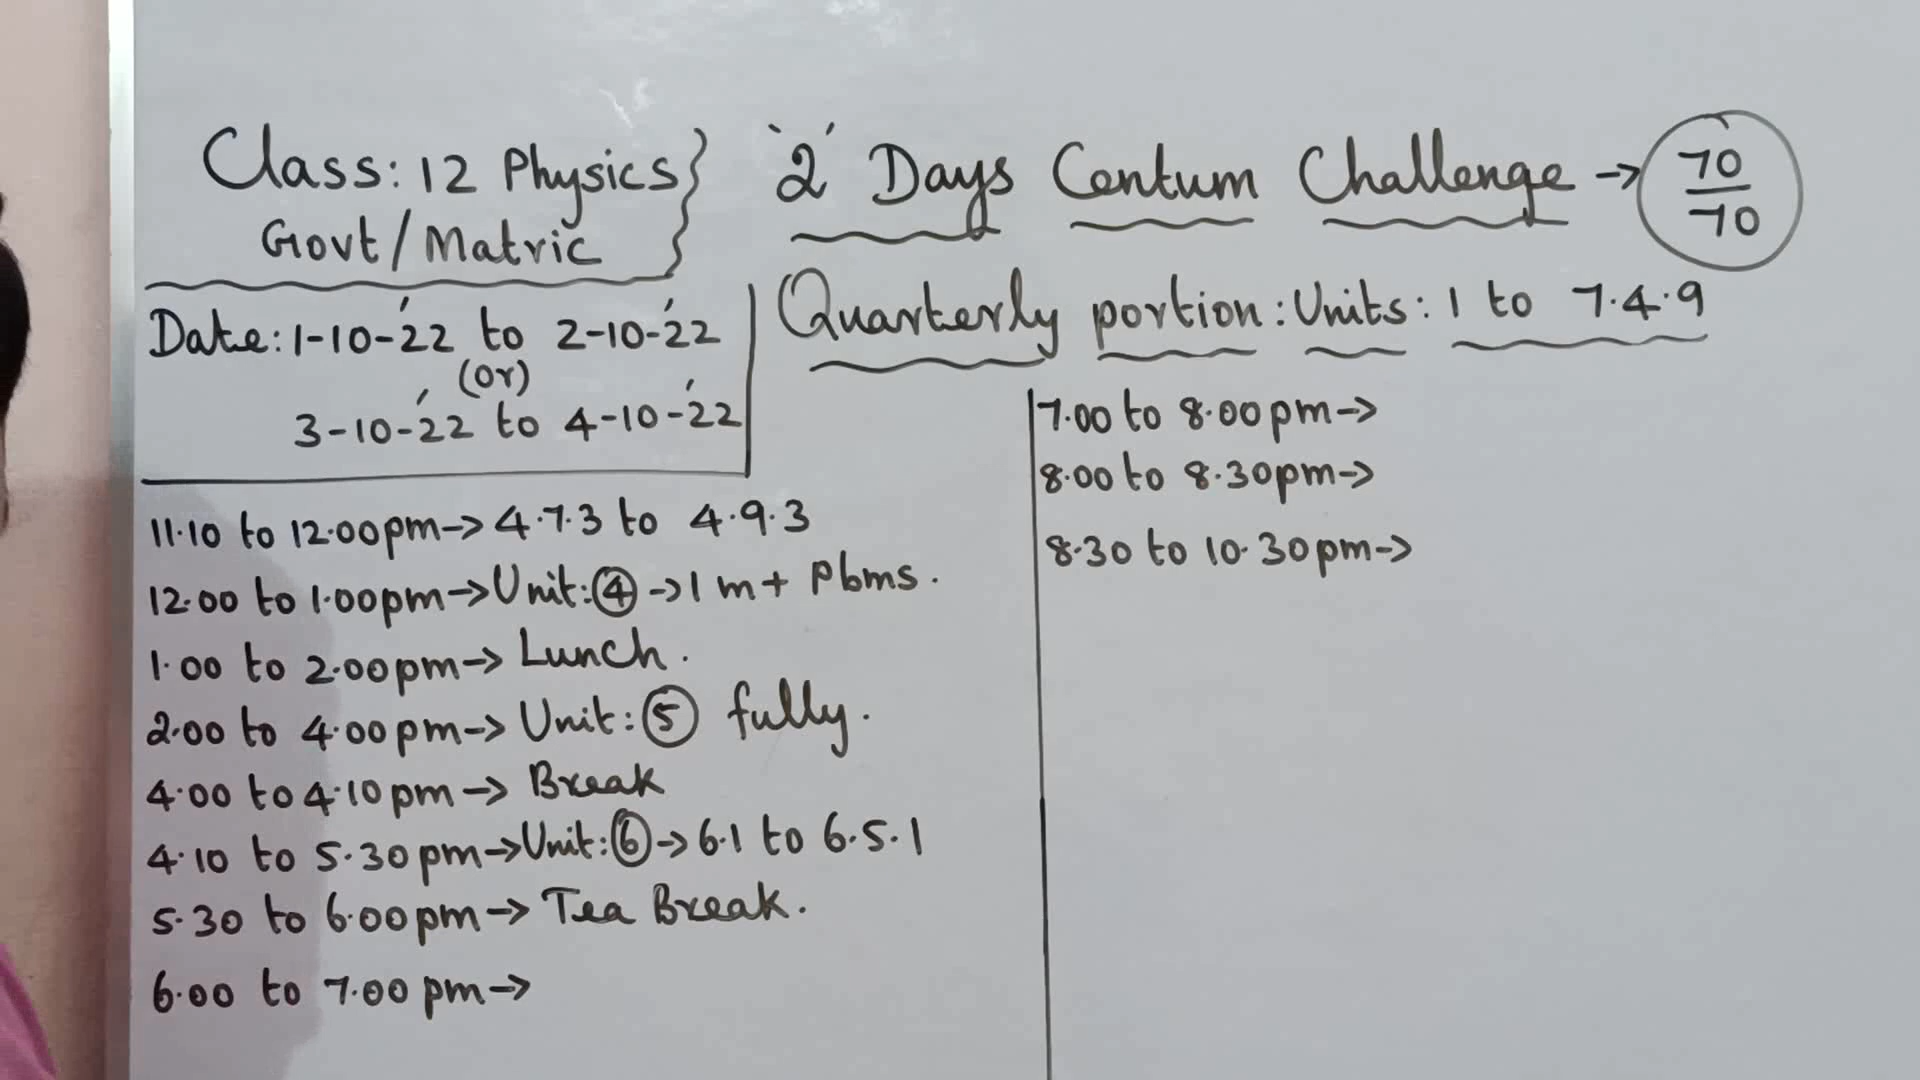 Class: 12 Physics
Govt/Matric
'2' Days Centum Challenge → 70/70
Date: 1-10-'22 to 2-10-'22
(or)
3-10-'22 to 4-10-'22
Quarterly portion: Units: 1 to 7.4.9
11.10 to 12.00pm → 4.7.3 to 4.9.3
12.00 to 1.00pm → Unit: 4 → 1 m + Pbms.
1.00 to 2.00pm → Lunch.
2.00 to 4.00pm → Unit: 5 fully.
4.00 to 4.10pm → Break
4.10 to 5.30pm → Unit: 6 → 6.1 to 6.5.1
5.30 to 6.00pm → Tea Break.
6.00 to 7.00pm →
7.00 to 8.00pm →
8.00 to 8.30pm →
8.30 to 10.30pm →